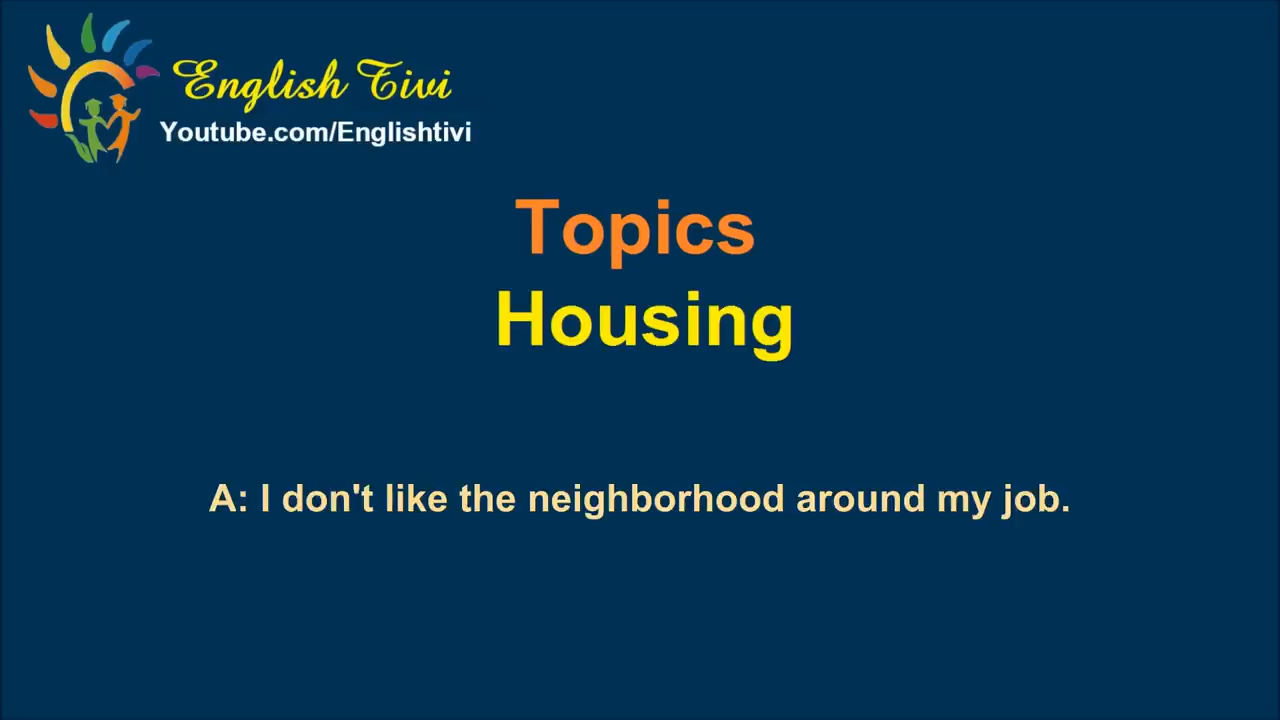 English Tivi
Youtube.com/Englishtivi
Topics
Housing
A: I don't like the neighborhood around my job.